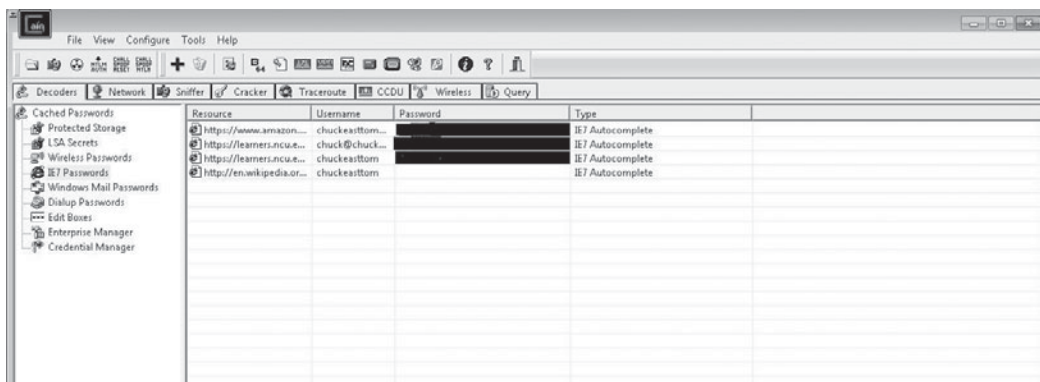 File View Configure Tools Help
Decoders Network Sniffer Cracker Traceroute CCDU Wireless Query
Cached Passwords
Protected Storage
LSA Secrets
Wireless Passwords
IE7 Passwords
Windows Mail Passwords
Dialup Passwords
Edit Boxes
Enterprise Manager
Credential Manager
Resource Username Password Type
https://www.amazon.... chuckeasttom... IE7 Autocomplete
https://learners.ncu.e... chuck@chuck... IE7 Autocomplete
https://learners.ncu.e... chuckeasttom IE7 Autocomplete
http://en.wikipedia.or... chuckeasttom IE7 Autocomplete